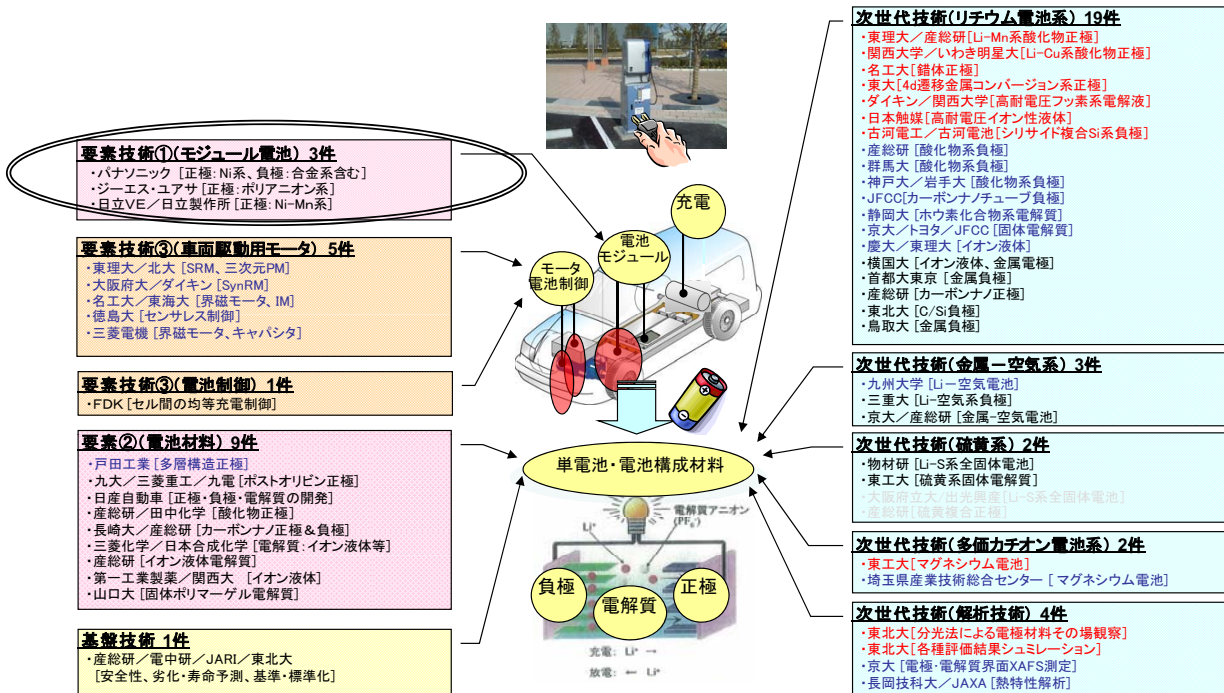 要素技術①(モジュール電池) 3件
・パナソニック [正極:Ni系、負極:合金系含む]
・ジーエス・ユアサ [正極:ポリアニオン系]
・日立VE/日立製作所 [正極:Ni-Mn系]
要素技術③(車両駆動用モータ) 5件
・東理大/北大 [SRM、三次元PM]
・大阪府大/ダイキン [SynRM]
・名工大/東海大 [界磁モータ、IM]
・徳島大 [センサレス制御]
・三菱電機 [界磁モータ、キャパシタ]
要素技術③(電池制御) 1件
・FDK [セル間の均等充電制御]
要素②(電池材料) 9件
・戸田工業 [多層構造正極]
・九大/三菱重工/九電 [ポストオリビン正極]
・日産自動車 [正極・負極・電解質の開発]
・産総研/田中化学 [酸化物正極]
・長崎大/産総研 [カーボンナノ正極&負極]
・三菱化学/日本合成化学 [電解質:イオン液体等]
・産総研 [イオン液体電解質]
・第一工業製薬/関西大 [イオン液体]
・山口大 [固体ポリマーゲル電解質]
基盤技術 1件
・産総研/電中研/JARI/東北大
[安全性、劣化・寿命予測、基準・標準化]
充電
電池
モジュール
モータ
電池制御
単電池・電池構成材料
電解質アニオン
(PF₆⁻)
Li⁺
負極
電解質
正極
充電: Li⁺ →
放電: ← Li⁺
次世代技術(リチウム電池系) 19件
・東理大/産総研[Li-Mn系酸化物正極]
・関西大学/いわき明星大[Li-Cu系酸化物正極]
・名工大[錯体正極]
・東大[4d遷移金属コンバージョン系正極]
・ダイキン/関西大学[高耐電圧フッ素系電解液]
・日本触媒[高耐電圧イオン性液体]
・古河電工/古河電池[シリサイド複合Si系負極]
・産総研 [酸化物系負極]
・群馬大 [酸化物系負極]
・神戸大/岩手大 [酸化物系負極]
・JFCC[カーボンナノチューブ負極]
・静岡大 [ホウ素化合物系電解質]
・京大/トヨタ/JFCC [固体電解質]
・慶大/東理大 [イオン液体]
・横国大 [イオン液体、金属電極]
・首都大東京 [金属負極]
・産総研 [カーボンナノ正極]
・東北大 [C/Si負極]
・鳥取大 [金属負極]
次世代技術(金属-空気系) 3件
・九州大学 [Li-空気電池]
・三重大 [Li-空気系負極]
・京大/産総研 [金属-空気電池]
次世代技術(硫黄系) 2件
・物材研 [Li-S系全固体電池]
・東工大 [硫黄系固体電解質]
・大阪府立大/出光興産[Li-S系全固体電池]
・産総研[硫黄複合正極]
次世代技術(多価カチオン電池系) 2件
・東工大[マグネシウム電池]
・埼玉県産業技術総合センター [ マグネシウム電池]
次世代技術(解析技術) 4件
・東北大[分光法による電極材料その場観察]
・東北大[各種評価結果シュミレーション]
・京大 [電極・電解質界面XAFS測定]
・長岡技科大/JAXA [熱特性解析]